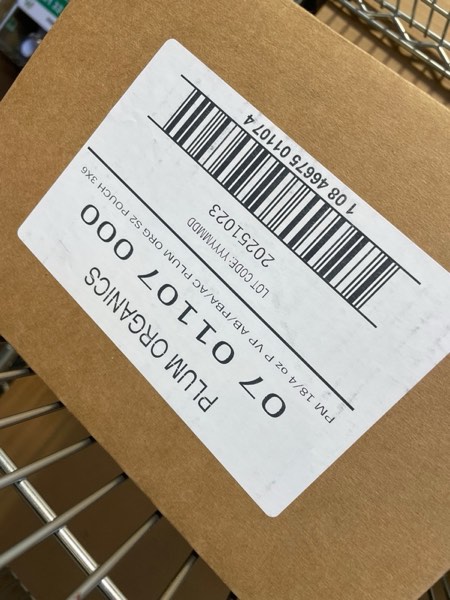 PLUM ORGANICS
07 01107 000
PM 18/4 oz P VP AB/PBA/AC PLUM ORG S2 POUCH 3X6
LOT CODE:YYYYMMDD
20251023
1 08 46675 01107 4